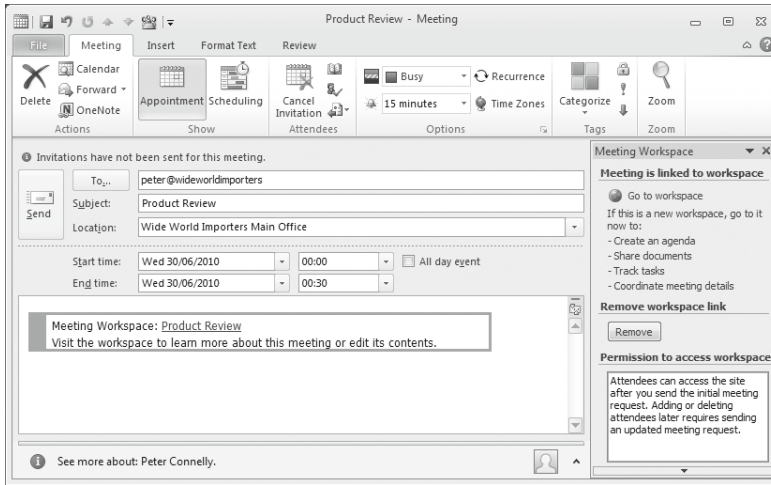 Product Review - Meeting
File Meeting Insert Format Text Review
Delete
Calendar
Forward
OneNote
Actions
Appointment Scheduling
Show
Cancel Invitation
Attendees
Busy
15 minutes
Recurrence
Time Zones
Options
Categorize
Tags
Zoom
Zoom
Invitations have not been sent for this meeting.
Send
To... peter@wideworldimporters
Subject: Product Review
Location: Wide World Importers Main Office
Start time: Wed 30/06/2010 00:00 All day event
End time: Wed 30/06/2010 00:30
Meeting Workspace: Product Review
Visit the workspace to learn more about this meeting or edit its contents.
See more about: Peter Connelly.
Meeting Workspace
Meeting is linked to workspace
Go to workspace
If this is a new workspace, go to it
now to:
- Create an agenda
- Share documents
- Track tasks
- Coordinate meeting details
Remove workspace link
Remove
Permission to access workspace
Attendees can access the site
after you send the initial meeting
request. Adding or deleting
attendees later requires sending
an updated meeting request.